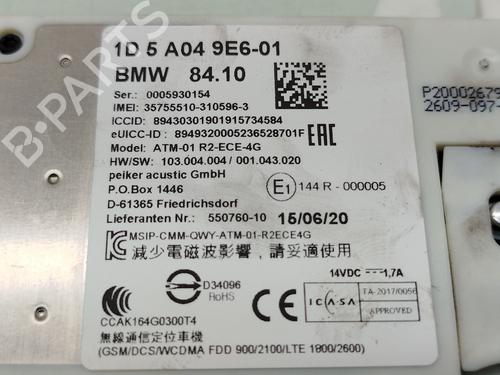 1D 5 A04 9E6-01
BMW 84.10
Ser.: 0005930154
IMEI: 35755510-310596-3
ICCID: 89430301901915734584
eUICC-ID : 8949320005236528701F
EAC
Model: ATM-01 R2-ECE-4G
HW/SW: 103.004.004 / 001.043.020
peiker acustic GmbH
P.O.Box 1446
E1 144 R - 000005
D-61365 Friedrichsdorf
Lieferanten Nr.: 550760-10 15/06/20
MSIP-CMM-QWY-ATM-01-R2ECE4G
減少電磁波影響，請妥適使用
14VDC 1,7A
D34096
RoHS
CE
ICASA
TA-2017/0056
APPROVED
CCAK164G0300T4
無線通信定位車機
(GSM/DCS/WCDMA FDD 900/2100/LTE 1800/2600)
P20002679
2609-097-